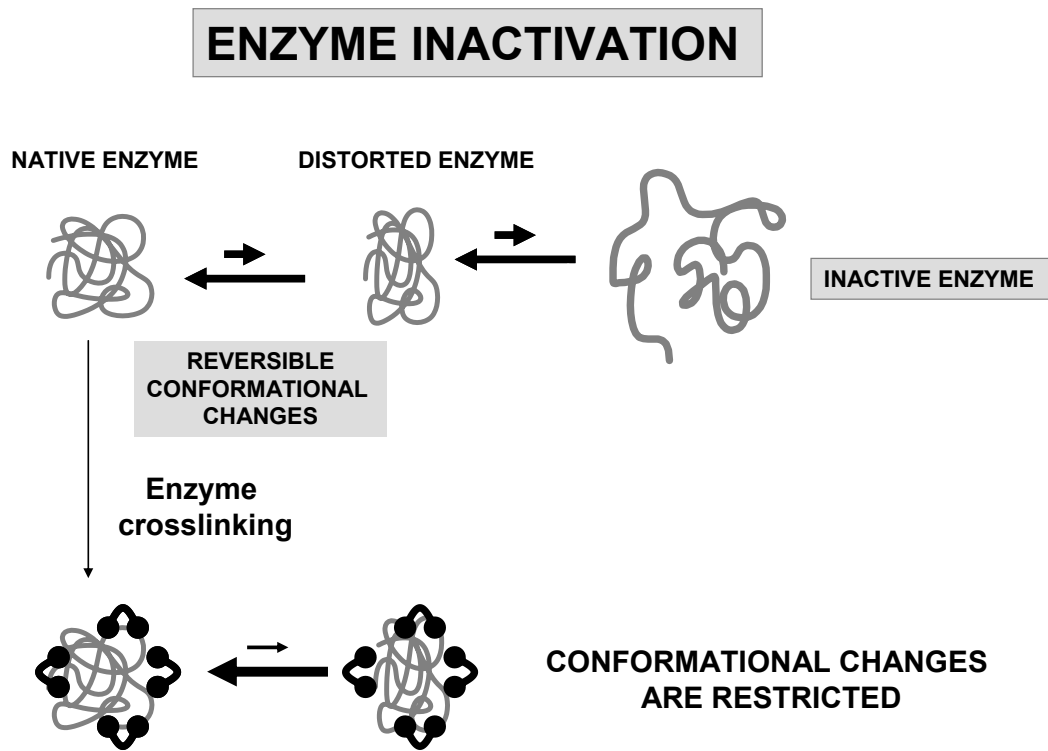 ENZYME INACTIVATION
NATIVE ENZYME
DISTORTED ENZYME
INACTIVE ENZYME
REVERSIBLE
CONFORMATIONAL
CHANGES
Enzyme
crosslinking
CONFORMATIONAL CHANGES
ARE RESTRICTED